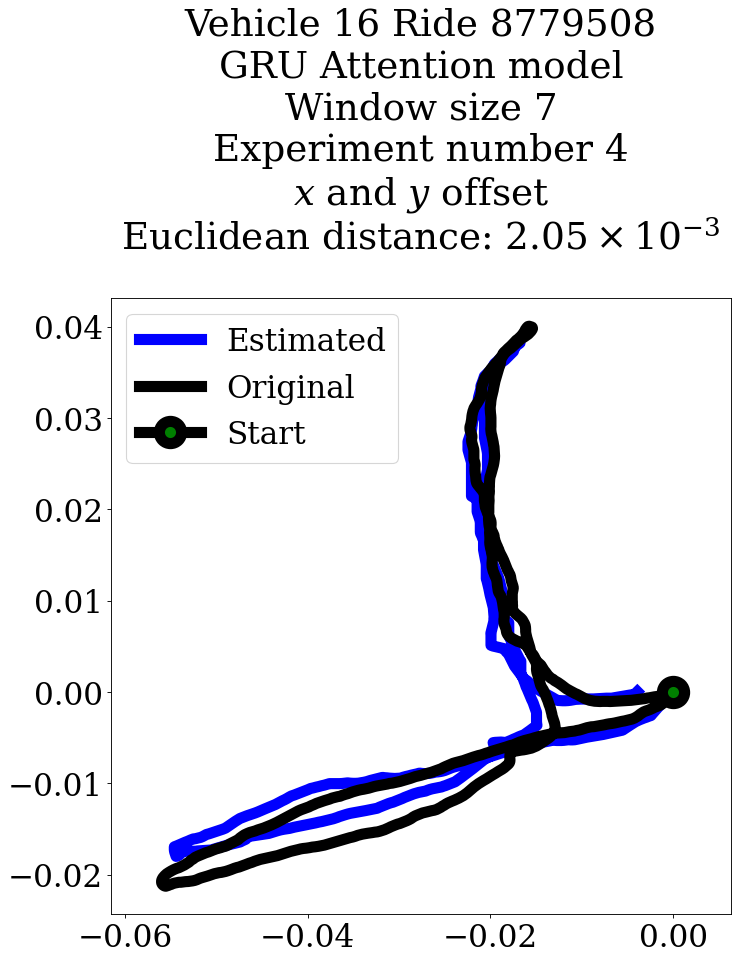 Vehicle 16 Ride 8779508
GRU Attention model
Window size 7
Experiment number 4
x and y offset
Euclidean distance: 2.05 × 10⁻³
Estimated
Original
Start
0.04
0.03
0.02
0.01
0.00
−0.01
−0.02
−0.06 −0.04 −0.02 0.00